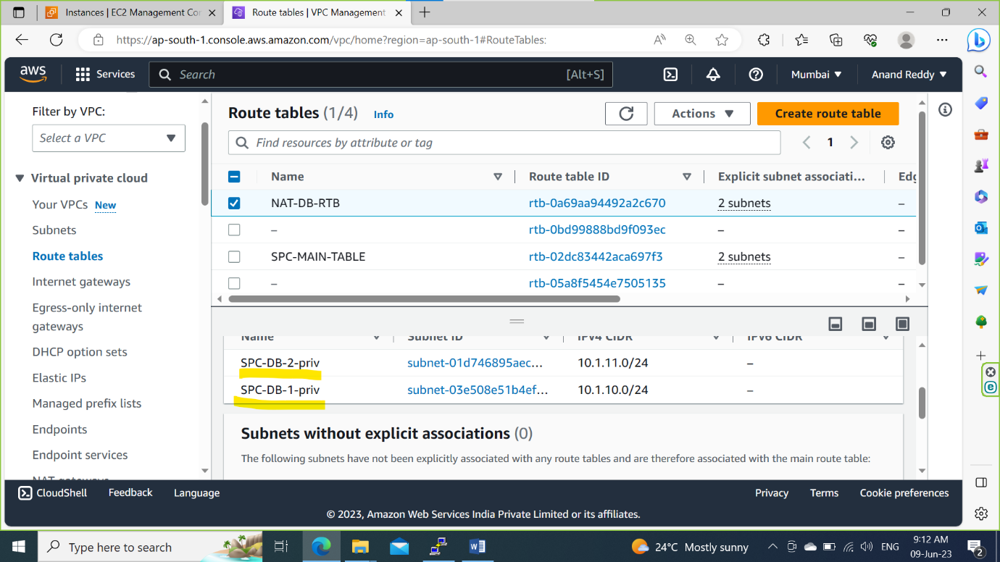 Instances | EC2 Management Con
Route tables | VPC Management
https://ap-south-1.console.aws.amazon.com/vpc/home?region=ap-south-1#RouteTables:
aws
Services
Search
[Alt+S]
Mumbai
Anand Reddy
Filter by VPC:
Select a VPC
Virtual private cloud
Your VPCs New
Subnets
Route tables
Internet gateways
Egress-only internet
gateways
DHCP option sets
Elastic IPs
Managed prefix lists
Endpoints
Endpoint services
NAT gateways
Route tables (1/4) Info
Actions
Create route table
Find resources by attribute or tag
1
Name Route table ID Explicit subnet associati... Edg
NAT-DB-RTB rtb-0a69aa94492a2c670 2 subnets –
– rtb-0bd99888bd9f093ec – –
SPC-MAIN-TABLE rtb-02dc83442aca697f3 2 subnets –
– rtb-05a8f5454e7505135 – –
Name Subnet ID IPv4 CIDR IPv6 CIDR
SPC-DB-2-priv subnet-01d746895aec... 10.1.11.0/24 –
SPC-DB-1-priv subnet-03e508e51b4ef... 10.1.10.0/24 –
Subnets without explicit associations (0)
The following subnets have not been explicitly associated with any route tables and are therefore associated with the main route table:
CloudShell Feedback Language Privacy Terms Cookie preferences
© 2023, Amazon Web Services India Private Limited or its affiliates.
Type here to search
24°C Mostly sunny
ENG
9:12 AM
09-Jun-23
2